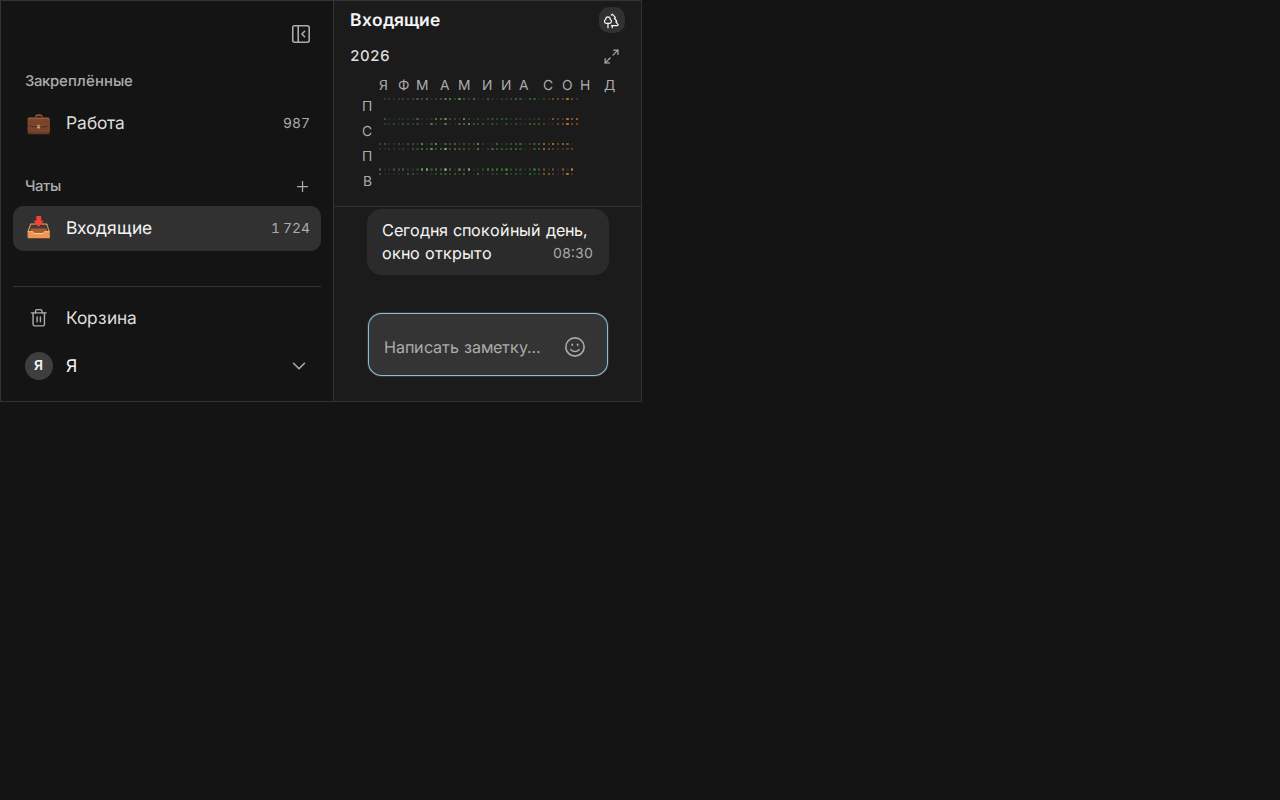 Закреплённые
Работа 987
Чаты
Входящие 1 724
Корзина
Я Я
Входящие
2026
Я Ф М А М И И А С О Н Д
П
С
П
В
Сегодня спокойный день,
окно открыто 08:30
Написать заметку...